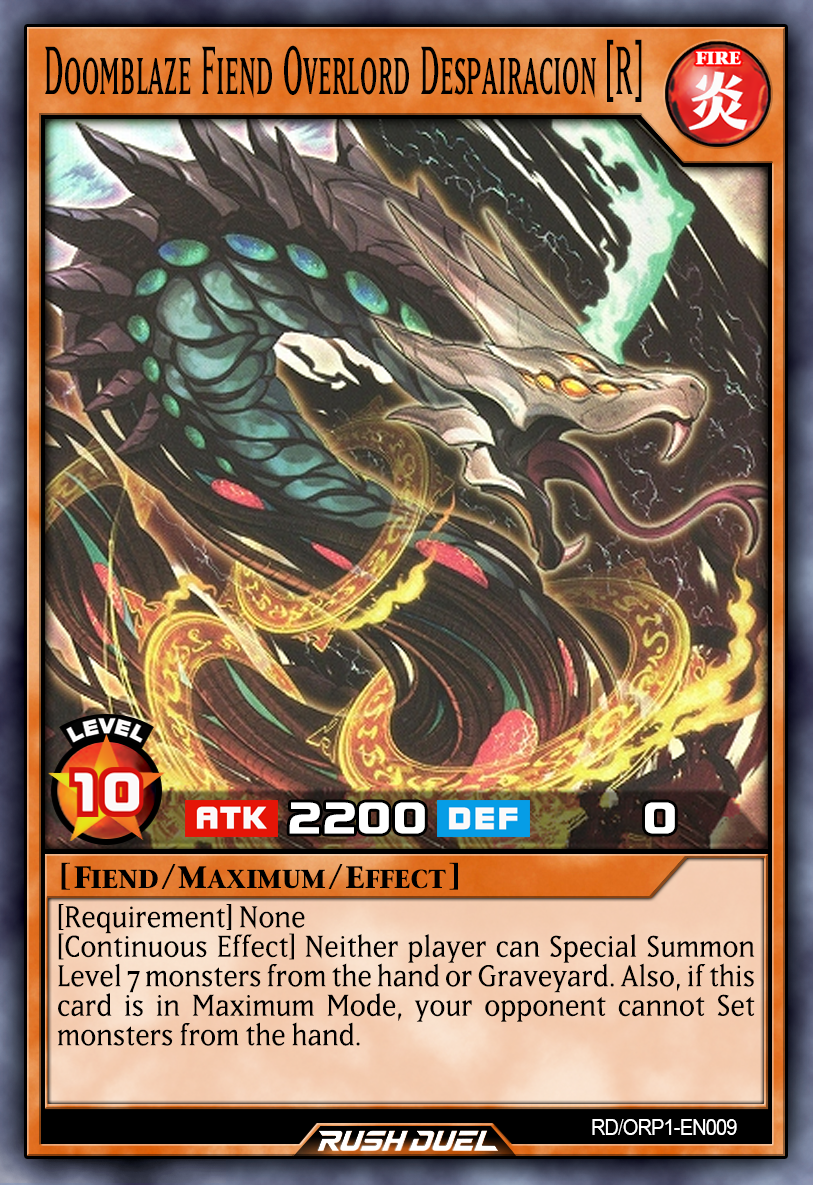 Doomblaze Fiend Overlord Despairacion [R]
FIRE
炎
LEVEL
10
ATK 2200 DEF 0
[Fiend/Maximum/Effect]
[Requirement] None
[Continuous Effect] Neither player can Special Summon
Level 7 monsters from the hand or Graveyard. Also, if this
card is in Maximum Mode, your opponent cannot Set
monsters from the hand.
RUSH DUEL
RD/ORP1-EN009